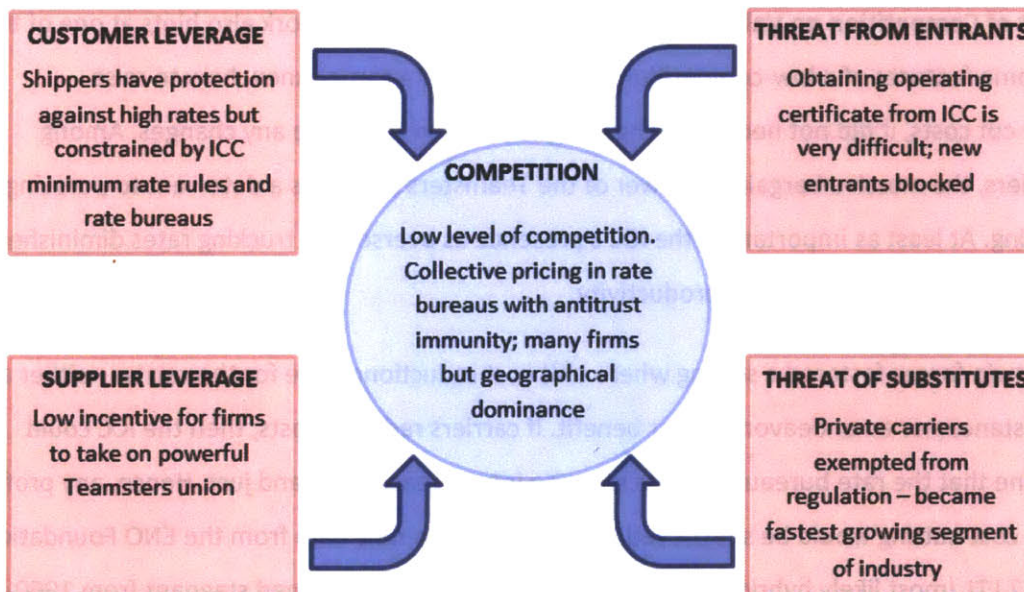 CUSTOMER LEVERAGE
Shippers have protection
against high rates but
constrained by ICC
minimum rate rules and
rate bureaus
THREAT FROM ENTRANTS
Obtaining operating
certificate from ICC is
very difficult; new
entrants blocked
COMPETITION
Low level of competition.
Collective pricing in rate
bureaus with antitrust
immunity; many firms
but geographical
dominance
SUPPLIER LEVERAGE
Low incentive for firms
to take on powerful
Teamsters union
THREAT OF SUBSTITUTES
Private carriers
exempted from
regulation – became
fastest growing segment
of industry